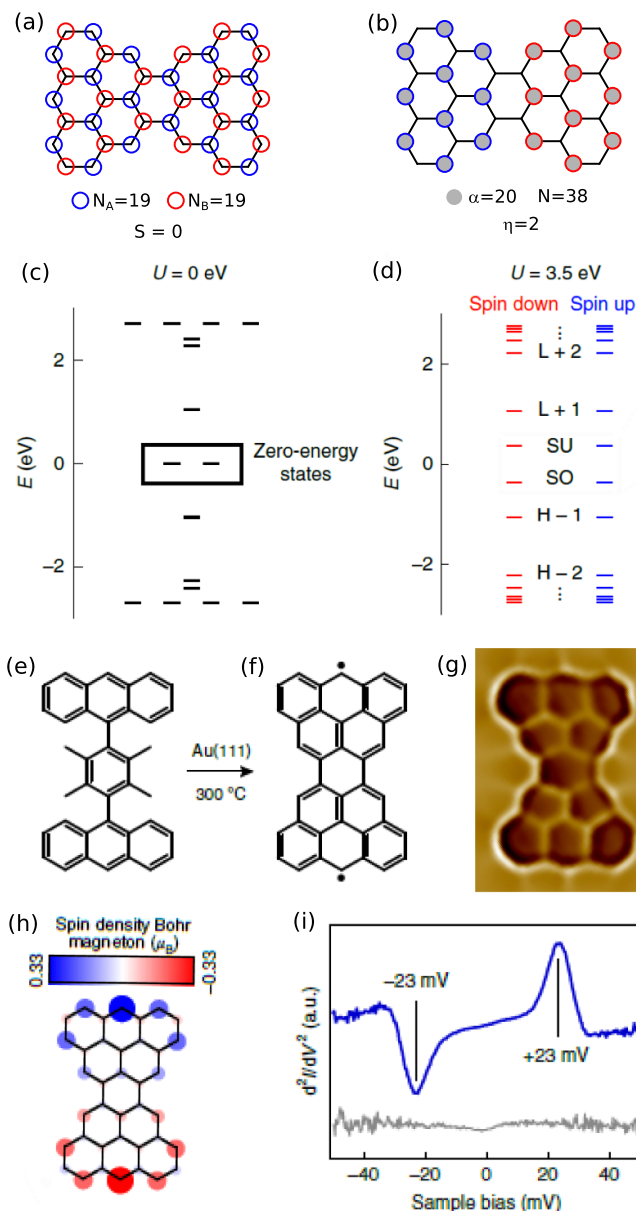 (a)
(b)
N_A=19 N_B=19
S = 0
α=20 N=38
η=2
(c)
U = 0 eV
2
0
−2
E (eV)
Zero-energy
states
(d)
U = 3.5 eV
Spin down Spin up
2
0
−2
E (eV)
⋮
L + 2
L + 1
SU
SO
H − 1
H − 2
⋮
(e)
Au(111)
300 °C
(f)
(g)
(h)
Spin density Bohr
magneton (μ_B)
0.33
−0.33
(i)
d²I/dV² (a.u.)
−23 mV
+23 mV
−40 −20 0 20 40
Sample bias (mV)